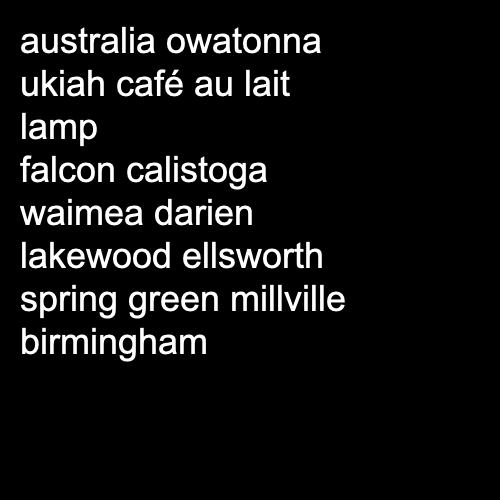 australia owatonna
ukiah café au lait
lamp
falcon calistoga
waimea darien
lakewood ellsworth
spring green millville
birmingham